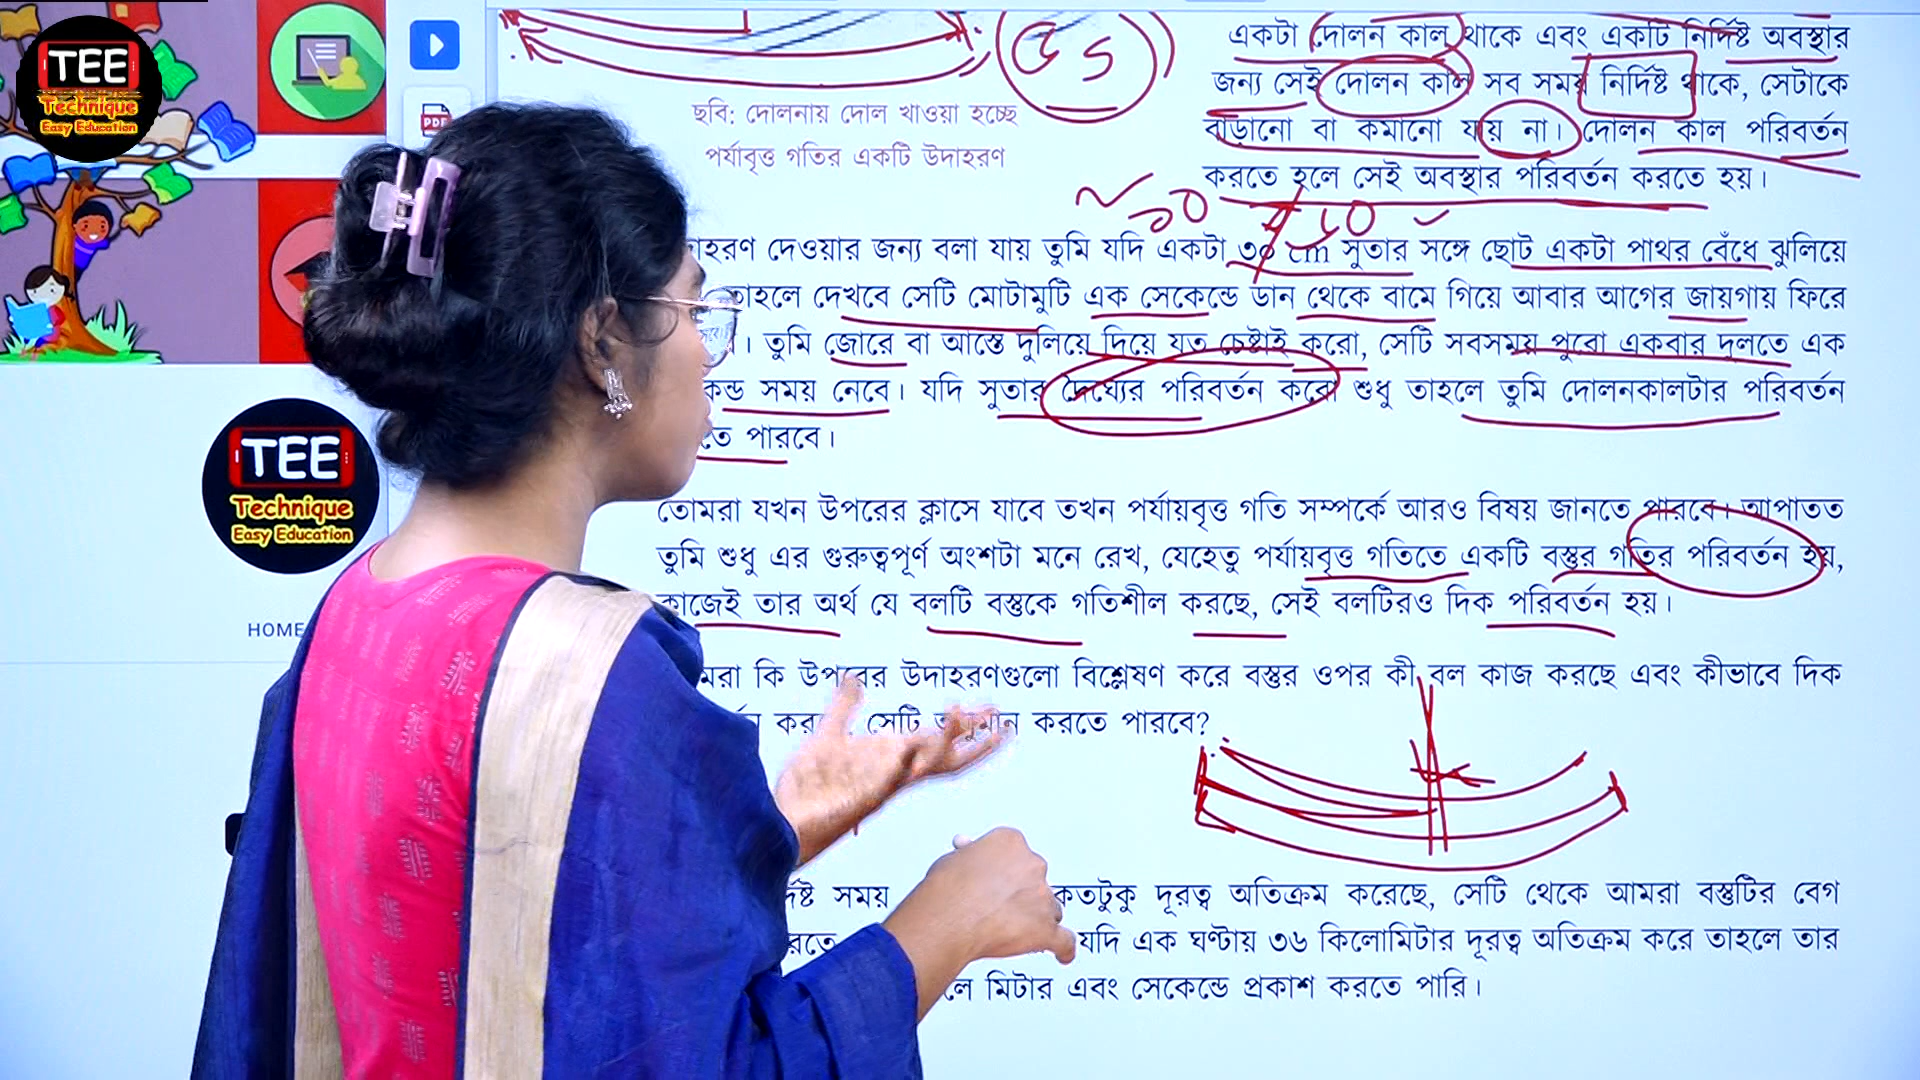 TEE
Technique
Easy Education
PDF
একটা দোলন কাল থাকে এবং একটি নির্দিষ্ট অবস্থার
জন্য সেই দোলন কাল সব সময় নির্দিষ্ট থাকে, সেটাকে
বাড়ানো বা কমানো যায় না। দোলন কাল পরিবর্তন
করতে হলে সেই অবস্থার পরিবর্তন করতে হয়।
ছবি: দোলনায় দোল খাওয়া হচ্ছে
পর্যাবৃত্ত গতির একটি উদাহরণ
দেওয়ার জন্য বলা যায় তুমি যদি একটা ৩০ cm সুতার সঙ্গে ছোট একটা পাথর বেঁধে ঝুলিয়ে
তাহলে দেখবে সেটি মোটামুটি এক সেকেন্ডে ডান থেকে বামে গিয়ে আবার আগের জায়গায় ফিরে
। তুমি জোরে বা আস্তে দুলিয়ে দিয়ে যত চেষ্টাই করো, সেটি সবসময় পুরো একবার দুলতে এক
সময় নেবে। যদি সুতার দৈর্ঘ্যের পরিবর্তন করো শুধু তাহলে তুমি দোলনকালটার পরিবর্তন
পারবে।
তোমরা যখন উপরের ক্লাসে যাবে তখন পর্যায়বৃত্ত গতি সম্পর্কে আরও বিষয় জানতে পারবে। আপাতত
তুমি শুধু এর গুরুত্বপূর্ণ অংশটা মনে রেখ, যেহেতু পর্যায়বৃত্ত গতিতে একটি বস্তুর গতির পরিবর্তন হয়,
কাজেই তার অর্থ যে বলটি বস্তুকে গতিশীল করছে, সেই বলটিরও দিক পরিবর্তন হয়।
কি উপরের উদাহরণগুলো বিশ্লেষণ করে বস্তুর ওপর কী বল কাজ করছে এবং কীভাবে দিক
সেটি অনুমান করতে পারবে?
সময় কতটুকু দূরত্ব অতিক্রম করেছে, সেটি থেকে আমরা বস্তুটির বেগ
যদি এক ঘণ্টায় ৩৬ কিলোমিটার দূরত্ব অতিক্রম করে তাহলে তার
মিটার এবং সেকেন্ডে প্রকাশ করতে পারি।
TEE
Technique
Easy Education
HOME